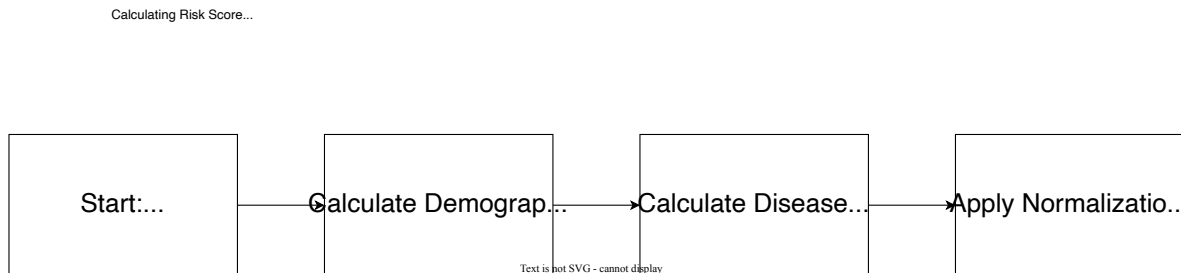 Calculating Risk Score...
Start:...
Calculate Demograp...
Calculate Disease...
Apply Normalizatio...
Text is not SVG - cannot display